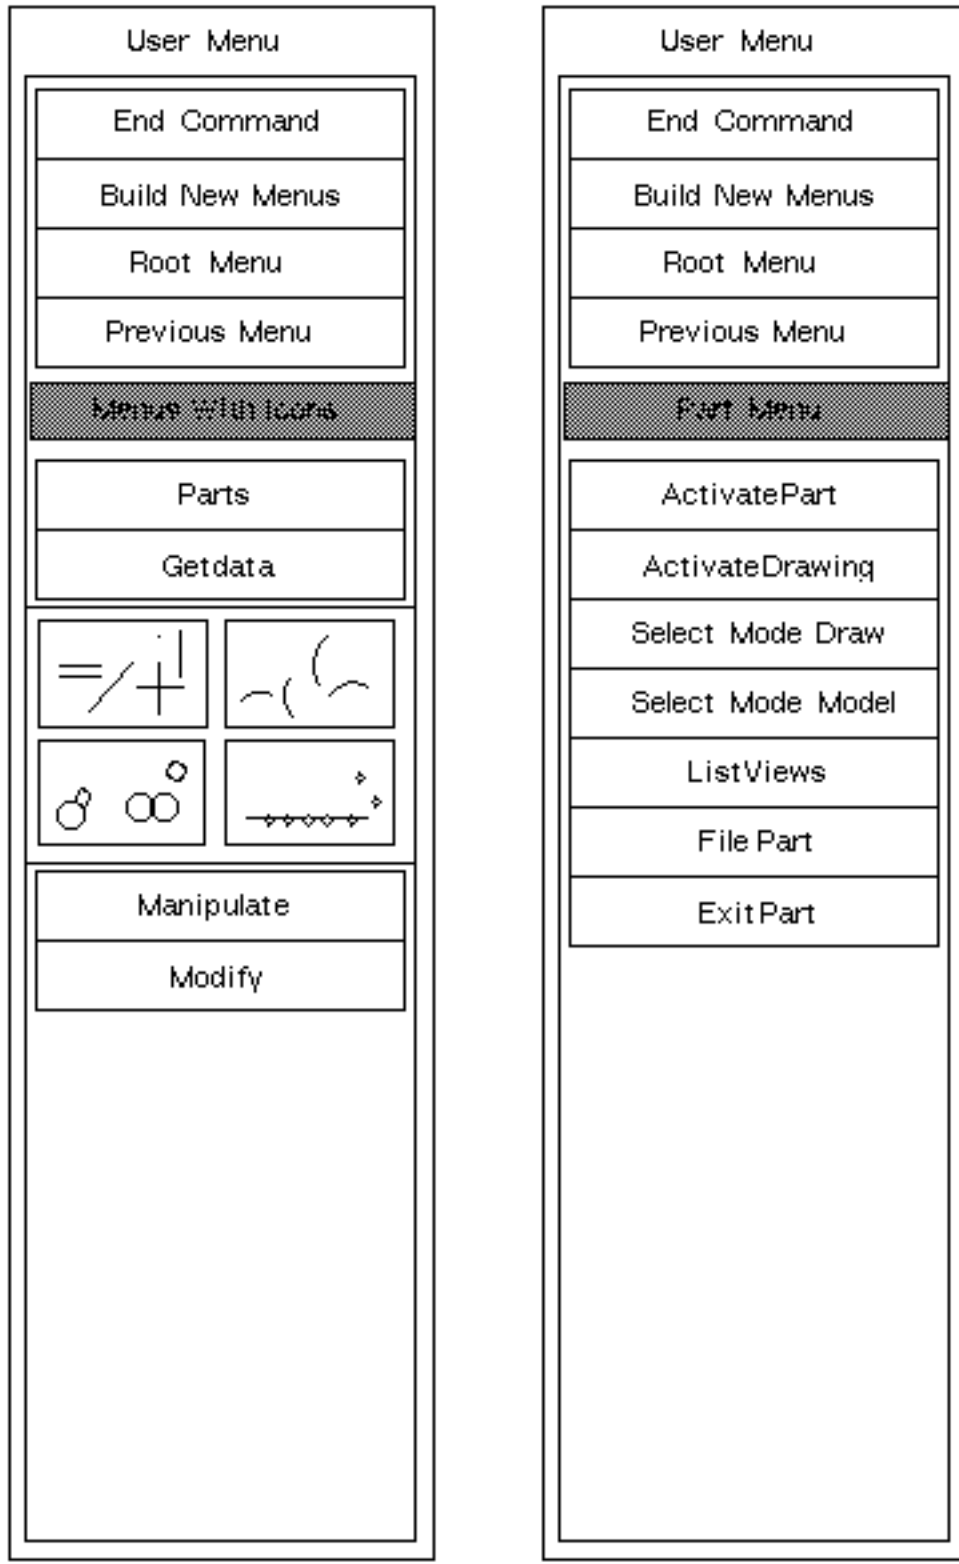 User Menu
End Command
Build New Menus
Root Menu
Previous Menu
Menus With Icons
Parts
Getdata
Manipulate
Modify
User Menu
End Command
Build New Menus
Root Menu
Previous Menu
Part Menu
ActivatePart
ActivateDrawing
Select Mode Draw
Select Mode Model
ListViews
File Part
Exit Part